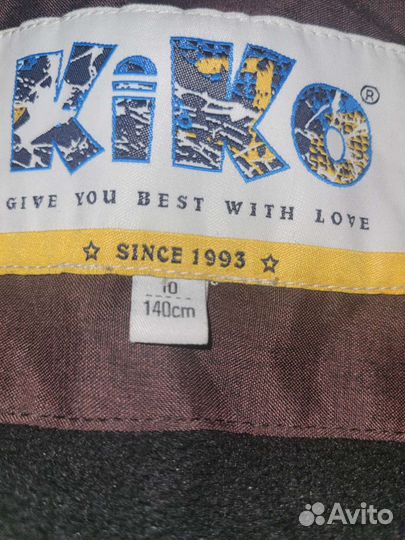 KiKo ®
GIVE YOU BEST WITH LOVE
☆ SINCE 1993 ☆
10
140cm
Avito